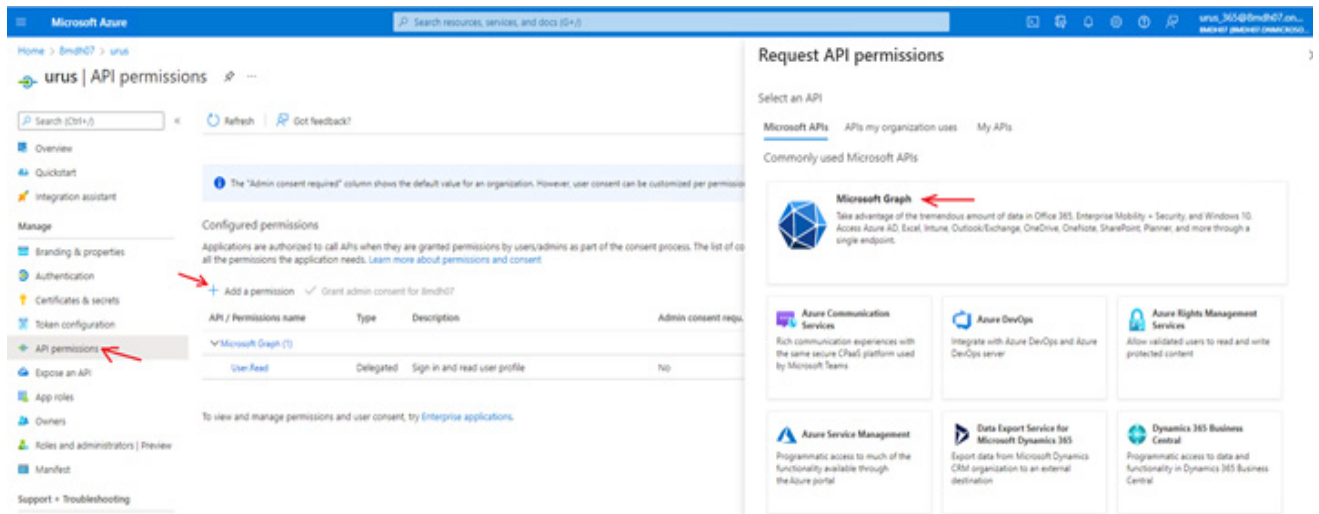 Microsoft Azure
Search resources, services, and docs (G+/)
urus_365@8mdh07.on...
Home > 8mdh07 > urus
urus | API permissions
Search (Ctrl+/)
Overview
Quickstart
Integration assistant
Manage
Branding & properties
Authentication
Certificates & secrets
Token configuration
API permissions
Expose an API
App roles
Owners
Roles and administrators | Preview
Manifest
Support + Troubleshooting
Refresh
Got feedback?
The "Admin consent required" column shows the default value for an organization. However, user consent can be customized per permissio
Configured permissions
Applications are authorized to call APIs when they are granted permissions by users/admins as part of the consent process. The list of co
all the permissions the application needs. Learn more about permissions and consent
Add a permission
Grant admin consent for 8mdh07
API / Permissions name Type Description Admin consent requ.
Microsoft Graph (1)
User.Read Delegated Sign in and read user profile No
To view and manage permissions and user consent, try Enterprise applications.
Request API permissions
Select an API
Microsoft APIs APIs my organization uses My APIs
Commonly used Microsoft APIs
Microsoft Graph
Take advantage of the tremendous amount of data in Office 365, Enterprise Mobility + Security, and Windows 10.
Access Azure AD, Excel, Intune, Outlook/Exchange, OneDrive, OneNote, SharePoint, Planner, and more through a
single endpoint.
Azure Communication
Services
Rich communication experiences with
the same secure CPaaS platform used
by Microsoft Teams
Azure DevOps
Integrate with Azure DevOps and Azure
DevOps server
Azure Rights Management
Services
Allow validated users to read and write
protected content
Azure Service Management
Programmatic access to much of the
functionality available through
the Azure portal
Data Export Service for
Microsoft Dynamics 365
Export data from Microsoft Dynamics
CRM organization to an external
destination
Dynamics 365 Business
Central
Programmatic access to data and
functionality in Dynamics 365 Business
Central